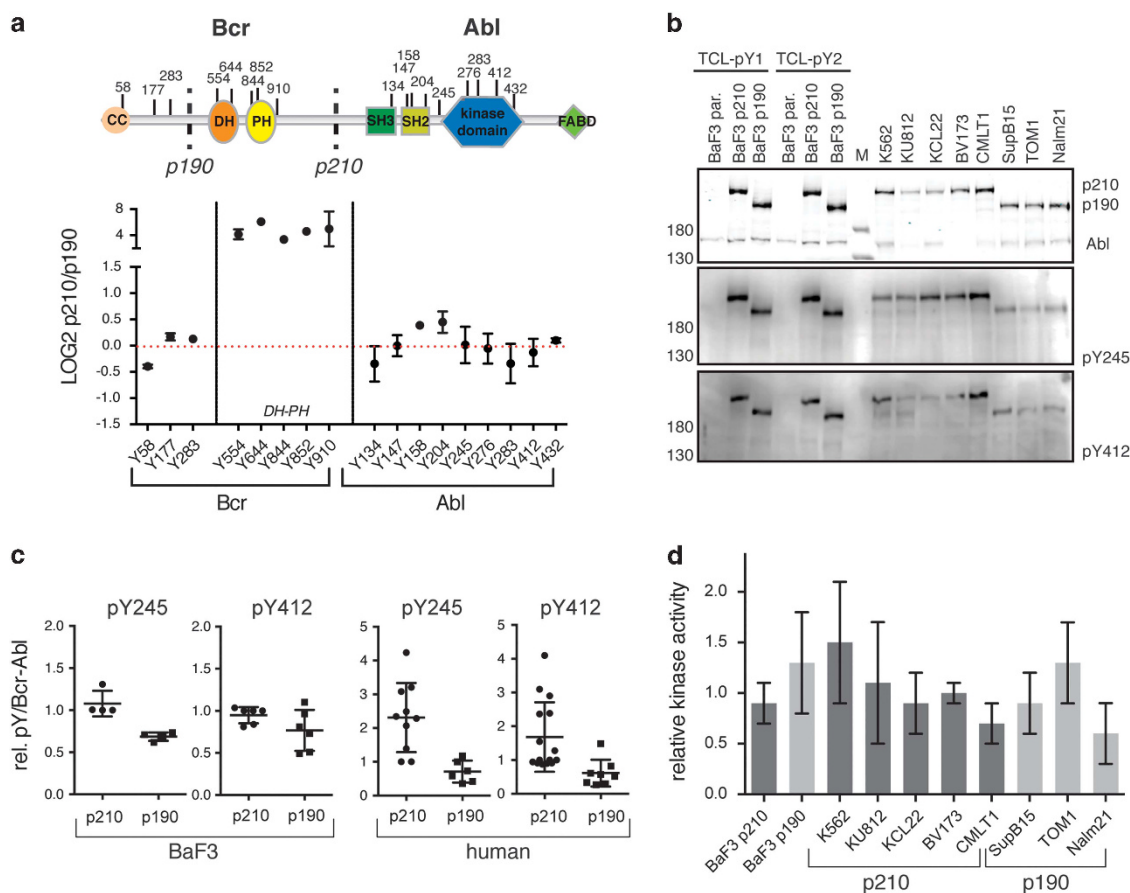 a
Bcr
Abl
58
177
283
554
644
844
852
910
134
147
158
204
245
276
283
412
432
CC
DH
PH
SH3
SH2
kinase domain
FABD
p190
p210
LOG2 p210/p190
8
4
1.5
1.0
0.5
0.0
-0.5
-1.0
-1.5
DH-PH
Y58
Y177
Y283
Y554
Y644
Y844
Y852
Y910
Y134
Y147
Y158
Y204
Y245
Y276
Y283
Y412
Y432
Bcr
Abl
b
TCL-pY1
TCL-pY2
BaF3 par.
BaF3 p210
BaF3 p190
BaF3 par.
BaF3 p210
BaF3 p190
M
K562
KU812
KCL22
BV173
CMLT1
SupB15
TOM1
Nalm21
p210
p190
Abl
180
130
180
130
pY245
180
130
pY412
c
pY245
pY412
pY245
pY412
rel. pY/Bcr-Abl
2.0
1.5
1.0
0.5
0.0
2.0
1.5
1.0
0.5
0.0
5
4
3
2
1
0
5
4
3
2
1
0
p210
p190
p210
p190
p210
p190
p210
p190
BaF3
human
d
relative kinase activity
2.0
1.5
1.0
0.5
0.0
BaF3 p210
BaF3 p190
K562
KU812
KCL22
BV173
CMLT1
SupB15
TOM1
Nalm21
p210
p190